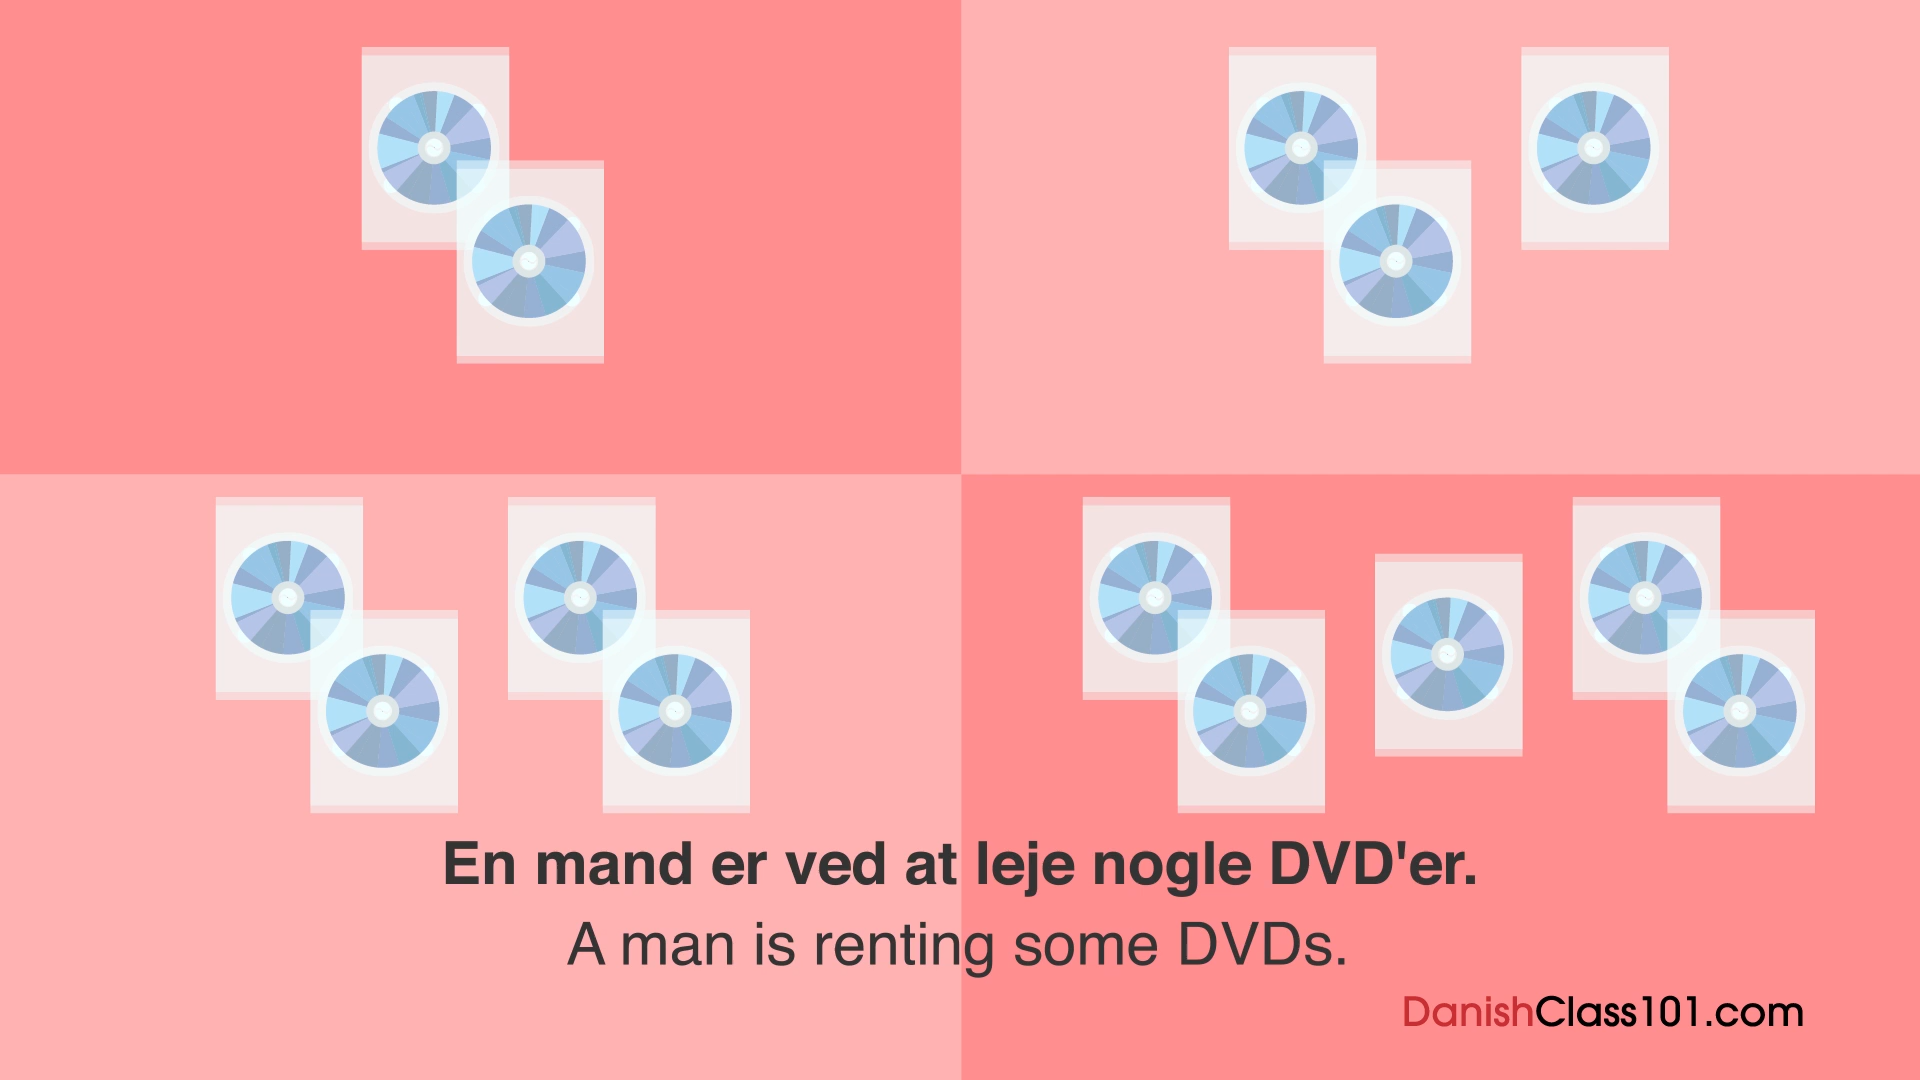 En mand er ved at leje nogle DVD'er.
A man is renting some DVDs.
DanishClass101.com